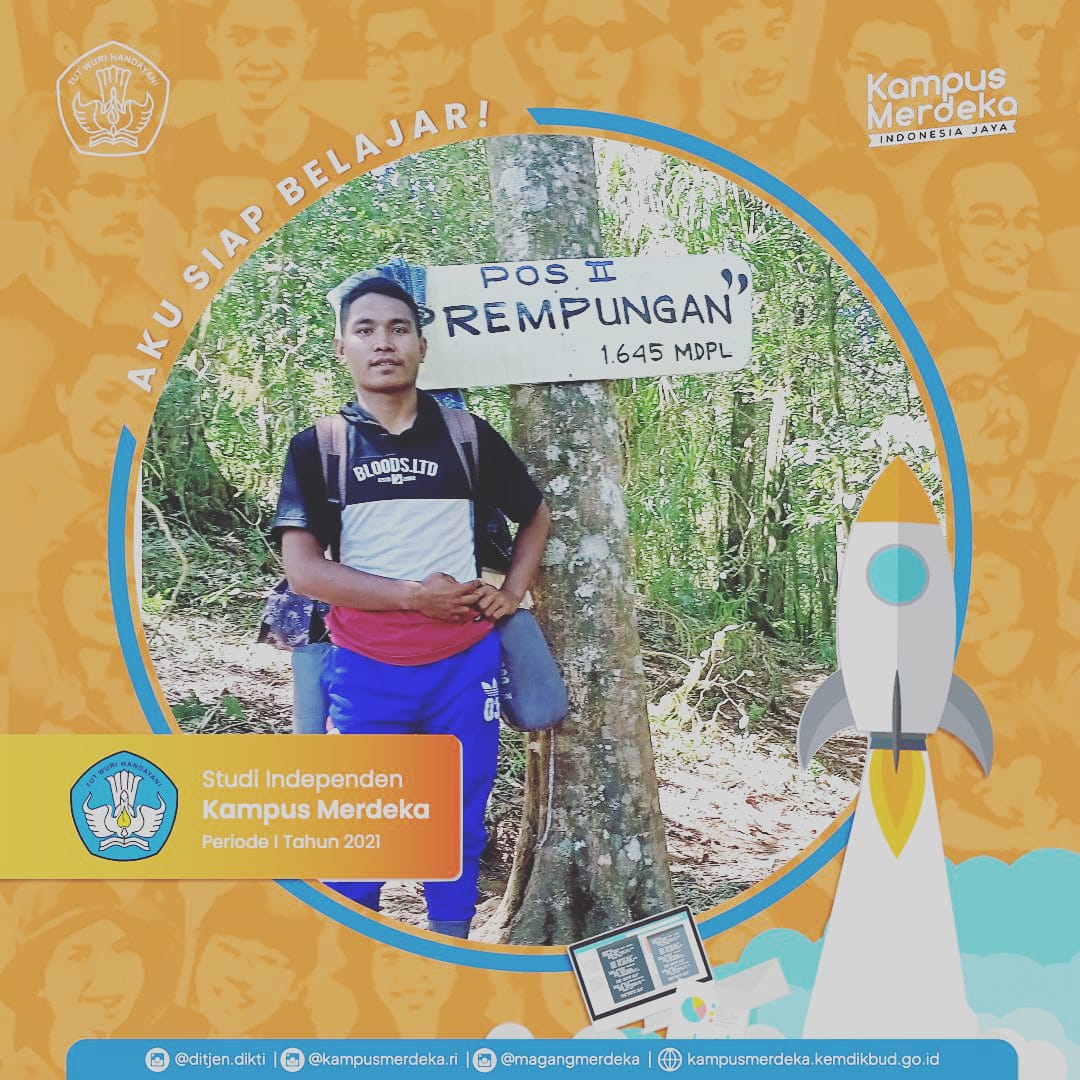 TUT WURI HANDAYANI
Kampus
Merdeka
INDONESIA JAYA
AKU SIAP BELAJAR!
POS II
PREMPUNGAN"
1.645 MDPL
BLOODS.LTD
TUT WURI HANDAYANI
Studi Independen
Kampus Merdeka
Periode I Tahun 2021
@ditjen.dikti | @kampusmerdeka.ri | @magangmerdeka | kampusmerdeka.kemdikbud.go.id